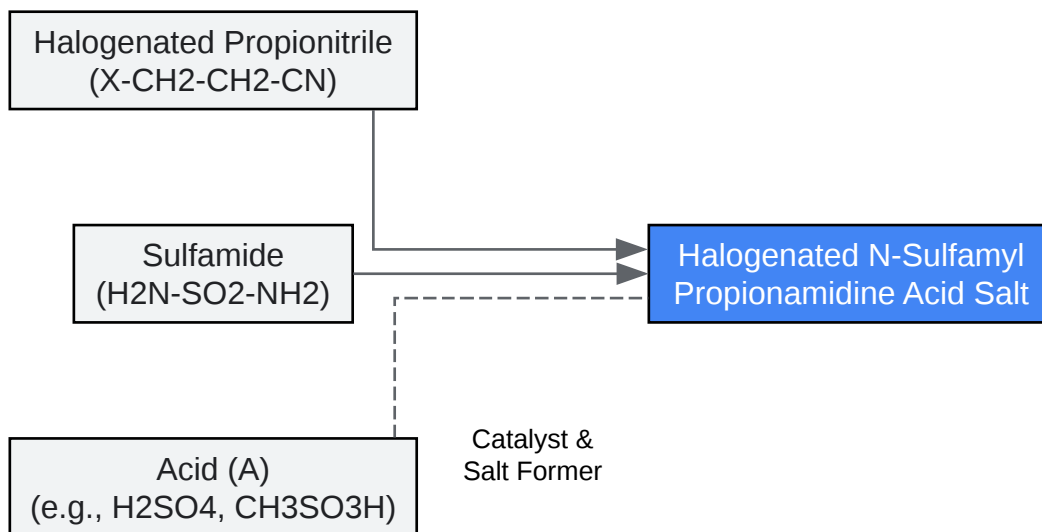 Halogenated Propionitrile
(X-CH2-CH2-CN)
Sulfamide
(H2N-SO2-NH2)
Halogenated N-Sulfamyl
Propionamidine Acid Salt
Acid (A)
(e.g., H2SO4, CH3SO3H)
Catalyst &
Salt Former